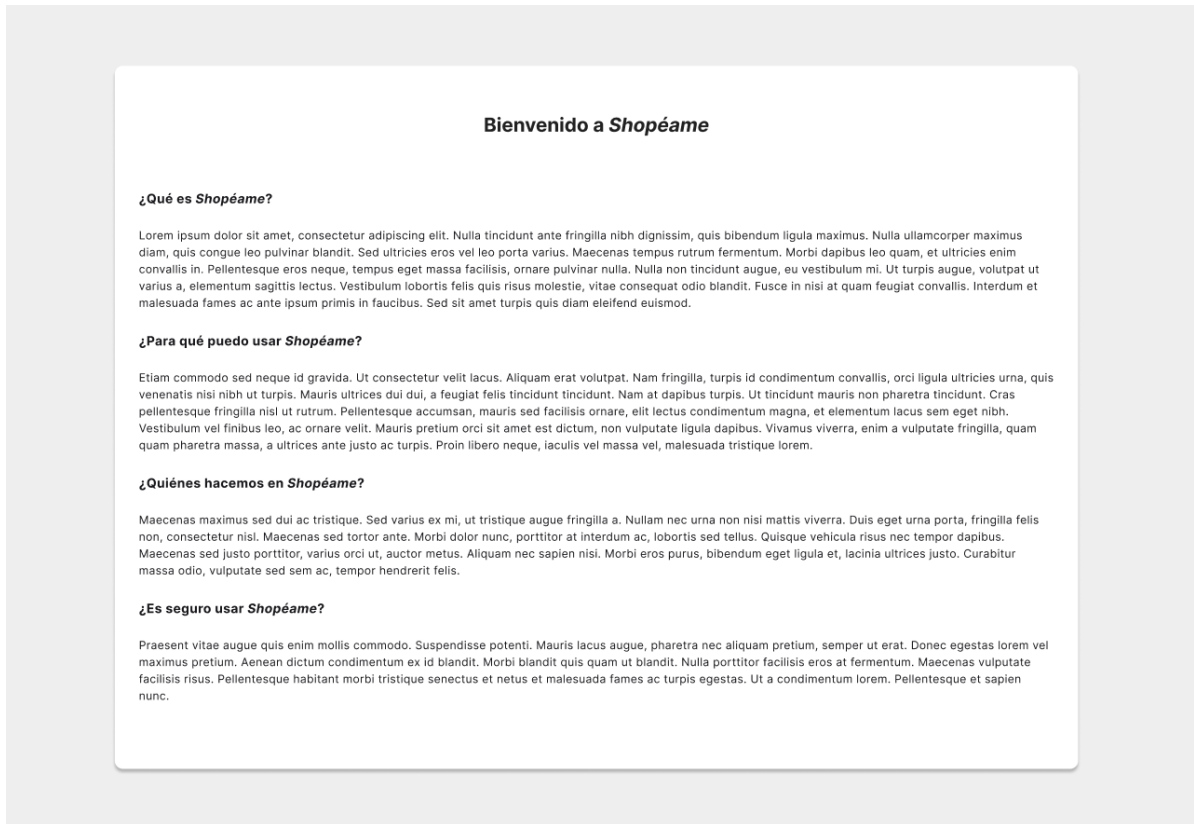 Bienvenido a Shopéame
¿Qué es Shopéame?
Lorem ipsum dolor sit amet, consectetur adipiscing elit. Nulla tincidunt ante fringilla nibh dignissim, quis bibendum ligula maximus. Nulla ullamcorper maximus
diam, quis congue leo pulvinar blandit. Sed ultricies eros vel leo porta varius. Maecenas tempus rutrum fermentum. Morbi dapibus leo quam, et ultricies enim
convallis in. Pellentesque eros neque, tempus eget massa facilisis, ornare pulvinar nulla. Nulla non tincidunt augue, eu vestibulum mi. Ut turpis augue, volutpat ut
varius a, elementum sagittis lectus. Vestibulum lobortis felis quis risus molestie, vitae consequat odio blandit. Fusce in nisi at quam feugiat convallis. Interdum et
malesuada fames ac ante ipsum primis in faucibus. Sed sit amet turpis quis diam eleifend euismod.
¿Para qué puedo usar Shopéame?
Etiam commodo sed neque id gravida. Ut consectetur velit lacus. Aliquam erat volutpat. Nam fringilla, turpis id condimentum convallis, orci ligula ultricies urna, quis
venenatis nisi nibh ut turpis. Mauris ultrices dui dui, a feugiat felis tincidunt tincidunt. Nam at dapibus turpis. Ut tincidunt mauris non pharetra tincidunt. Cras
pellentesque fringilla nisl ut rutrum. Pellentesque accumsan, mauris sed facilisis ornare, elit lectus condimentum magna, et elementum lacus sem eget nibh.
Vestibulum vel finibus leo, ac ornare velit. Mauris pretium orci sit amet est dictum, non vulputate ligula dapibus. Vivamus viverra, enim a vulputate fringilla, quam
quam pharetra massa, a ultrices ante justo ac turpis. Proin libero neque, iaculis vel massa vel, malesuada tristique lorem.
¿Quiénes hacemos en Shopéame?
Maecenas maximus sed dui ac tristique. Sed varius ex mi, ut tristique augue fringilla a. Nullam nec urna non nisi mattis viverra. Duis eget urna porta, fringilla felis
non, consectetur nisl. Maecenas sed tortor ante. Morbi dolor nunc, porttitor at interdum ac, lobortis sed tellus. Quisque vehicula risus nec tempor dapibus.
Maecenas sed justo porttitor, varius orci ut, auctor metus. Aliquam nec sapien nisi. Morbi eros purus, bibendum eget ligula et, lacinia ultrices justo. Curabitur
massa odio, vulputate sed sem ac, tempor hendrerit felis.
¿Es seguro usar Shopéame?
Praesent vitae augue quis enim mollis commodo. Suspendisse potenti. Mauris lacus augue, pharetra nec aliquam pretium, semper ut erat. Donec egestas lorem vel
maximus pretium. Aenean dictum condimentum ex id blandit. Morbi blandit quis quam ut blandit. Nulla porttitor facilisis eros at fermentum. Maecenas vulputate
facilisis risus. Pellentesque habitant morbi tristique senectus et netus et malesuada fames ac turpis egestas. Ut a condimentum lorem. Pellentesque et sapien
nunc.